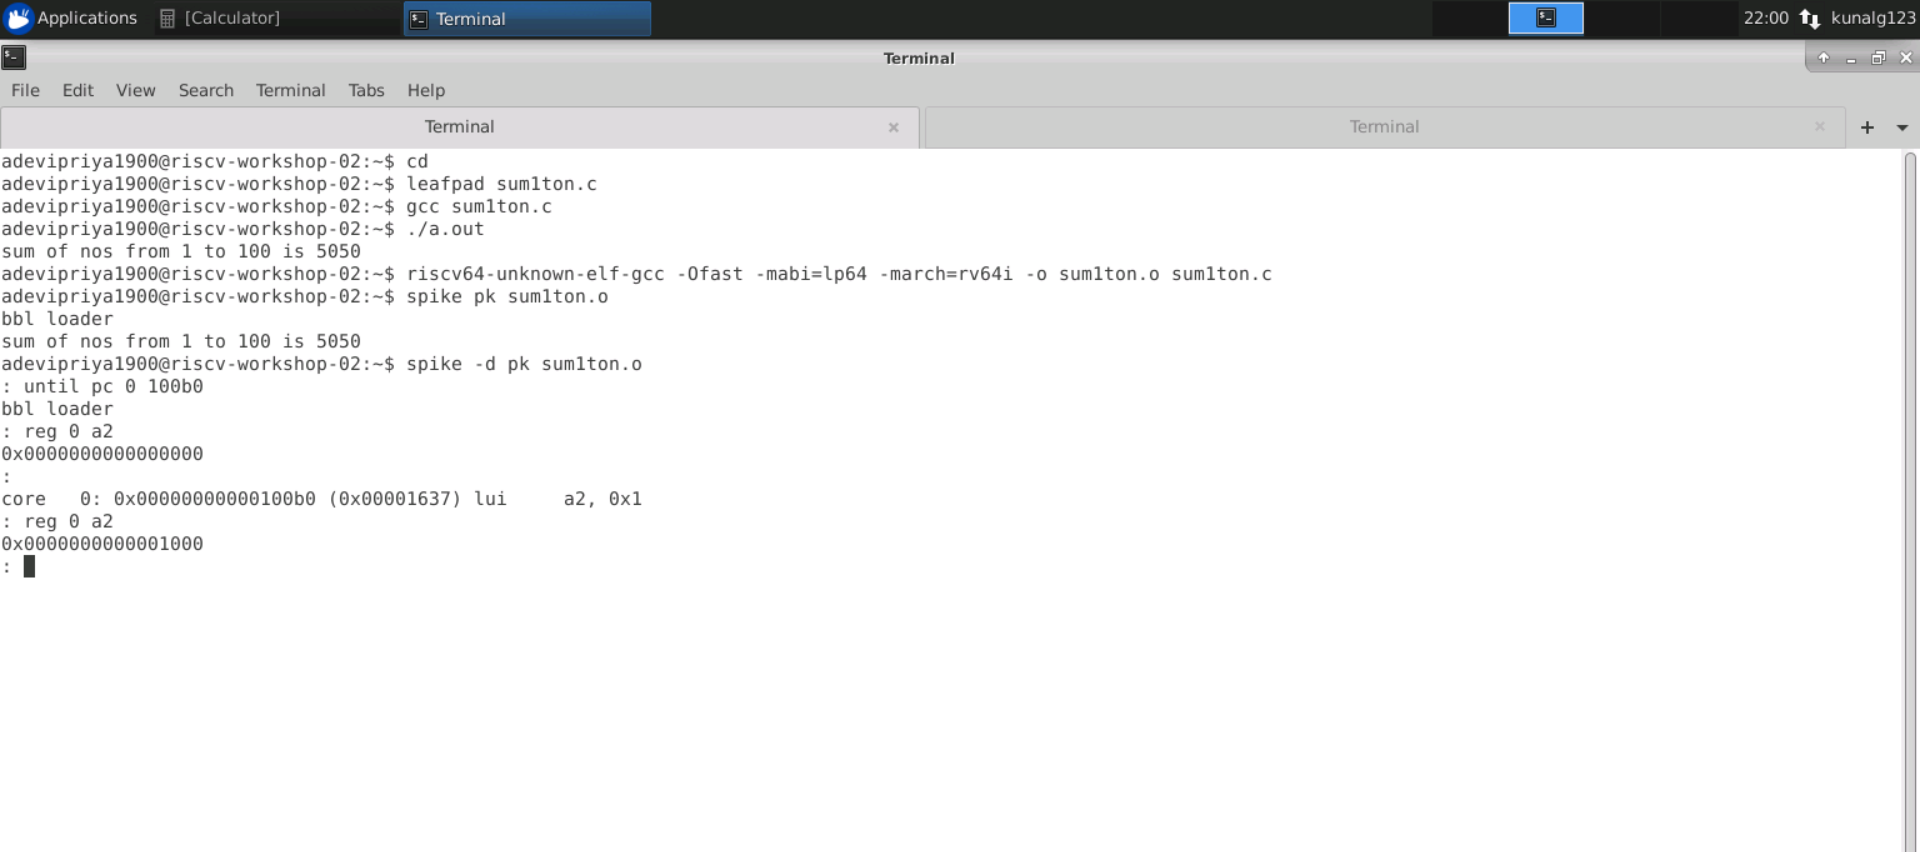 Applications [Calculator] Terminal 22:00 kunalg123
Terminal
File Edit View Search Terminal Tabs Help
Terminal Terminal
adevipriya1900@riscv-workshop-02:~$ cd
adevipriya1900@riscv-workshop-02:~$ leafpad sum1ton.c
adevipriya1900@riscv-workshop-02:~$ gcc sum1ton.c
adevipriya1900@riscv-workshop-02:~$ ./a.out
sum of nos from 1 to 100 is 5050
adevipriya1900@riscv-workshop-02:~$ riscv64-unknown-elf-gcc -Ofast -mabi=lp64 -march=rv64i -o sum1ton.o sum1ton.c
adevipriya1900@riscv-workshop-02:~$ spike pk sum1ton.o
bbl loader
sum of nos from 1 to 100 is 5050
adevipriya1900@riscv-workshop-02:~$ spike -d pk sum1ton.o
: until pc 0 100b0
bbl loader
: reg 0 a2
0x0000000000000000
:
core   0: 0x00000000000100b0 (0x00001637) lui     a2, 0x1
: reg 0 a2
0x0000000000001000
: